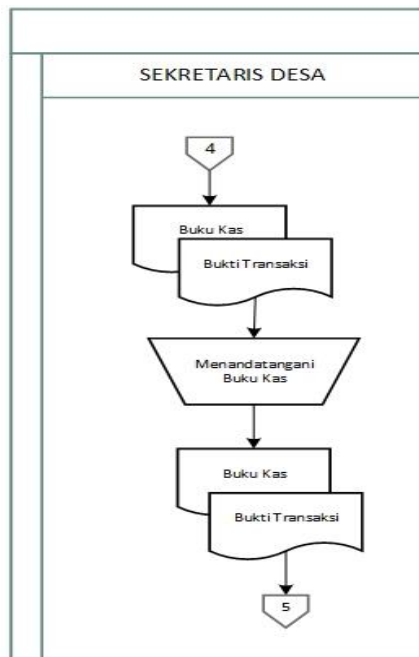 SEKRETARIS DESA
4
Buku Kas
Bukti Transaksi
Menandatangani
Buku Kas
Buku Kas
Bukti Transaksi
5